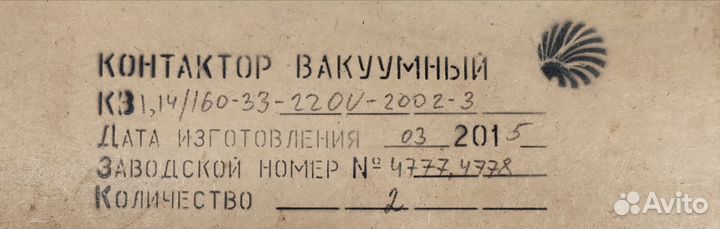 КОНТАКТОР ВАКУУМНЫЙ
КВ1,14/160-33-220V-2002-3
ДАТА ИЗГОТОВЛЕНИЯ 03 2015
ЗАВОДСКОЙ НОМЕР № 4777,4778
КОЛИЧЕСТВО 2
Avito